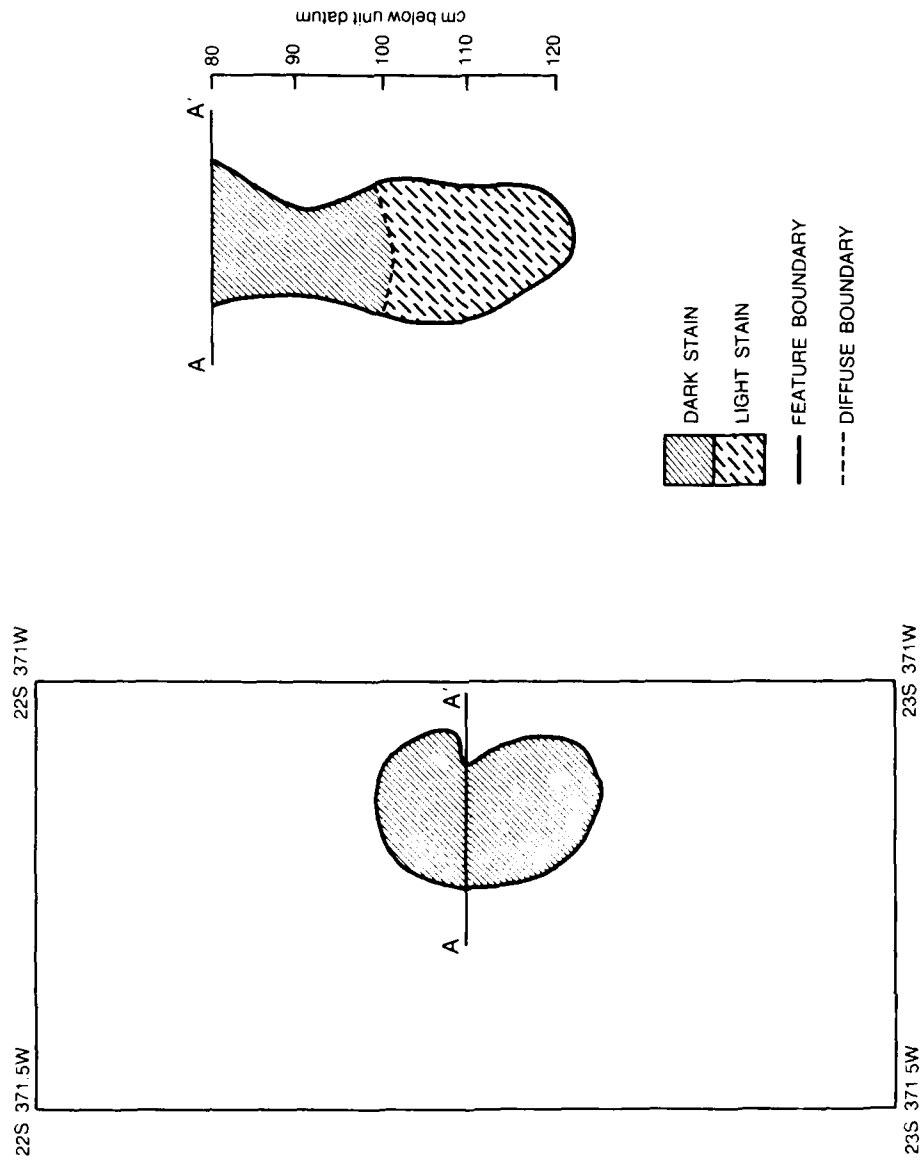 22S 371.5W
22S 371W
A
A'
23S 371.5W
23S 371W
A
A'
80
90
100
110
120
cm below unit datum
DARK STAIN
LIGHT STAIN
FEATURE BOUNDARY
DIFFUSE BOUNDARY